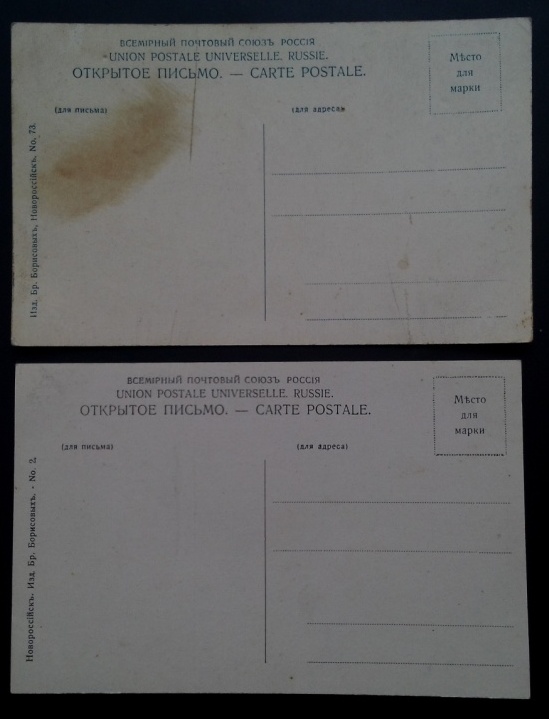 ВСЕМІРНЫЙ ПОЧТОВЫЙ СОЮЗЪ РОССІЯ
UNION POSTALE UNIVERSELLE. RUSSIE.
ОТКРЫТОЕ ПИСЬМО. — CARTE POSTALE.
Мѣсто
для
марки
(для письма)
(для адреса)
Изд. Бр. Борисовыхъ, Новороссійскъ. No. 73.
ВСЕМІРНЫЙ ПОЧТОВЫЙ СОЮЗЪ РОССІЯ
UNION POSTALE UNIVERSELLE. RUSSIE.
ОТКРЫТОЕ ПИСЬМО. — CARTE POSTALE.
Мѣсто
для
марки
(для письма)
(для адреса)
Новороссійскъ. Изд. Бр. Борисовыхъ. - No. 2.